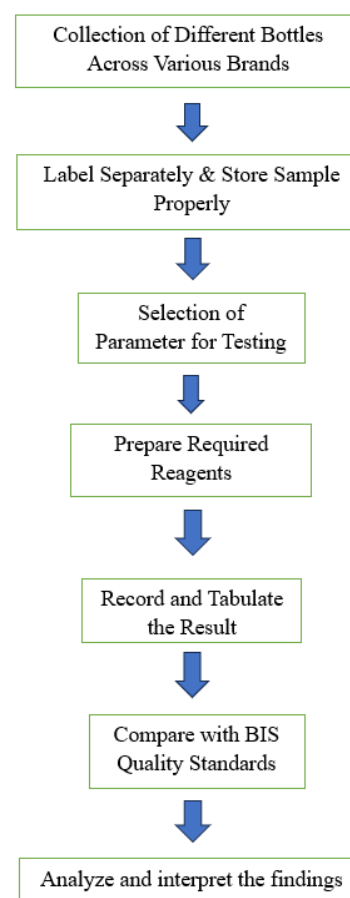 Collection of Different Bottles
Across Various Brands
Label Separately & Store Sample
Properly
Selection of
Parameter for Testing
Prepare Required
Reagents
Record and Tabulate
the Result
Compare with BIS
Quality Standards
Analyze and interpret the findings